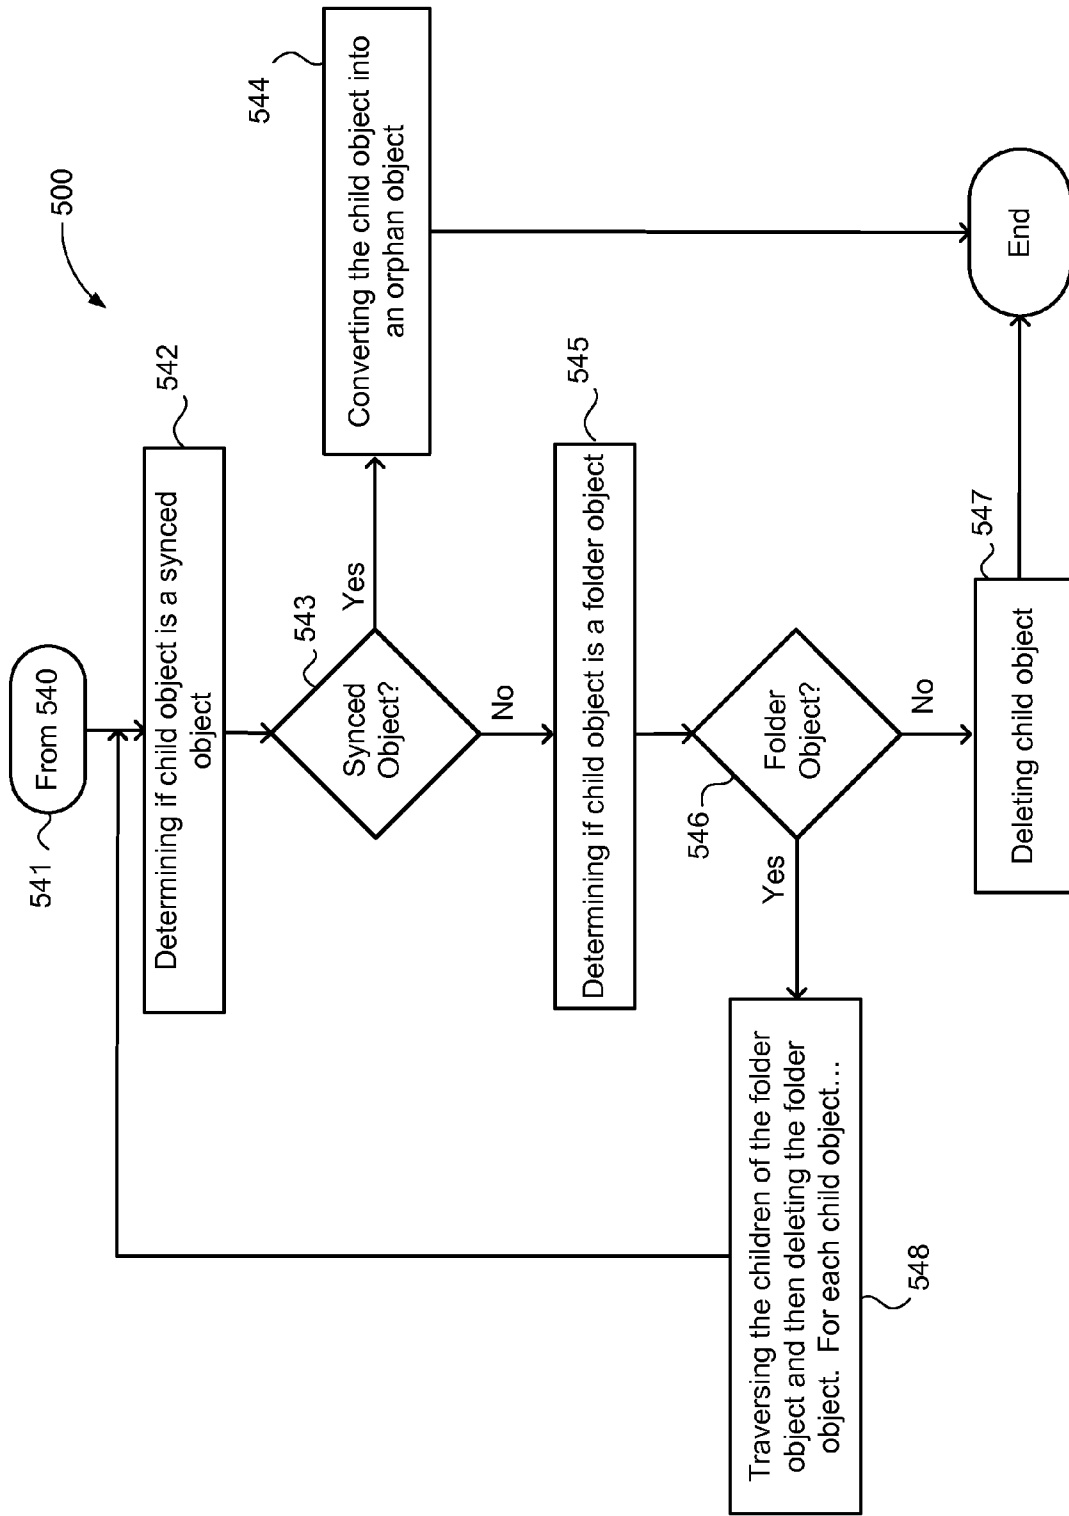 500
From 540
541
Determining if child object is a synced
object
542
Synced
Object?
543
Yes
Converting the child object into
an orphan object
544
No
Determining if child object is a folder object
545
Folder
Object?
546
Yes
Traversing the children of the folder
object and then deleting the folder
object. For each child object…
548
No
Deleting child object
547
End